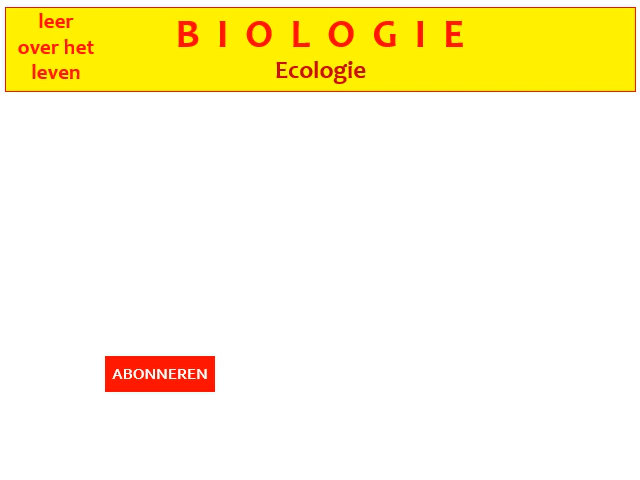 leer
over het
leven
B I O L O G I E
Ecologie
ABONNEREN